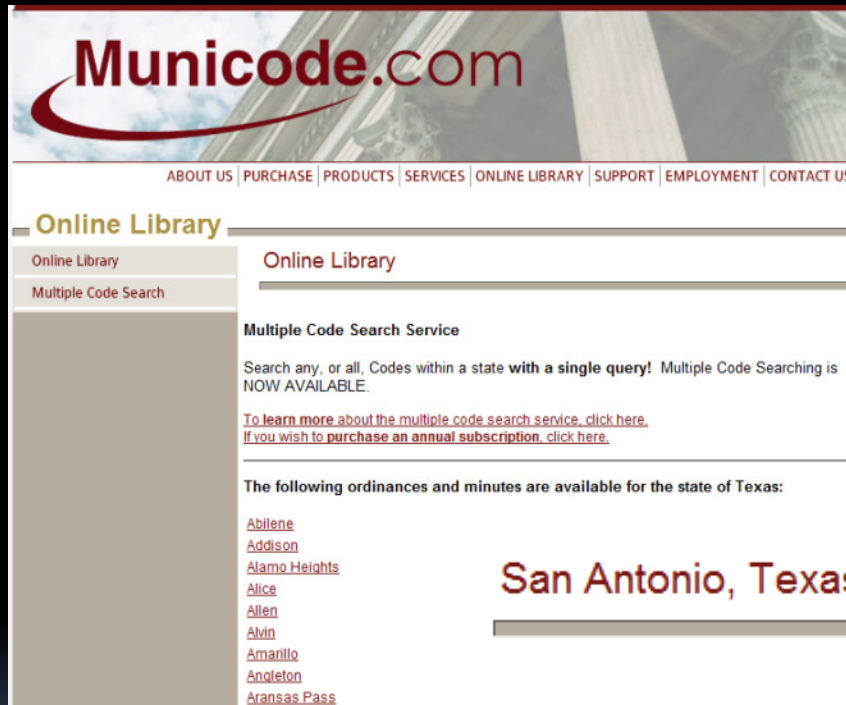 Municode.com
ABOUT US | PURCHASE | PRODUCTS | SERVICES | ONLINE LIBRARY | SUPPORT | EMPLOYMENT | CONTACT US
Online Library
Online Library
Multiple Code Search
Online Library
Multiple Code Search Service
Search any, or all, Codes within a state with a single query! Multiple Code Searching is
NOW AVAILABLE.
To learn more about the multiple code search service, click here.
If you wish to purchase an annual subscription, click here.
The following ordinances and minutes are available for the state of Texas:
Abilene
Addison
Alamo Heights
Alice
Allen
Alvin
Amarillo
Angleton
Aransas Pass
San Antonio, Texas